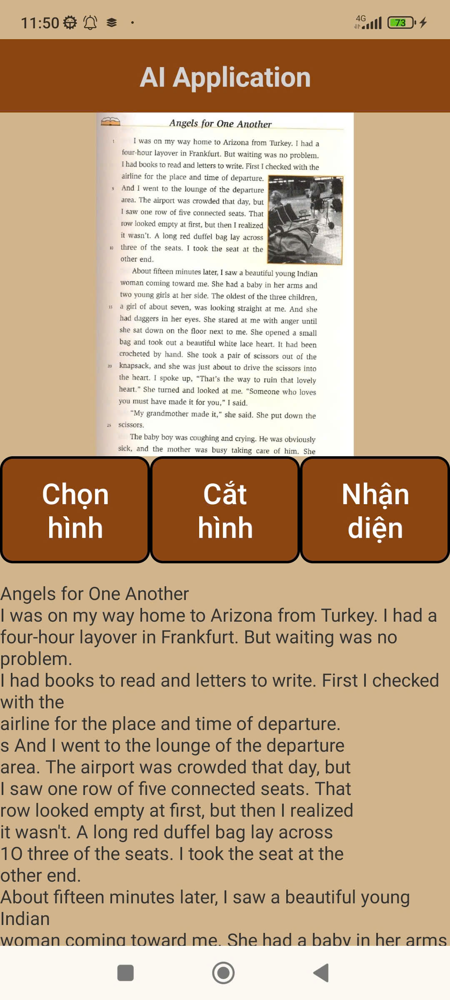 11:50
4G
73
AI Application
Angels for One Another
1 I was on my way home to Arizona from Turkey. I had a
four-hour layover in Frankfurt. But waiting was no problem.
I had books to read and letters to write. First I checked with the
airline for the place and time of departure.
5 And I went to the lounge of the departure
area. The airport was crowded that day, but
I saw one row of five connected seats. That
row looked empty at first, but then I realized
it wasn't. A long red duffel bag lay across
10 three of the seats. I took the seat at the
other end.
About fifteen minutes later, I saw a beautiful young Indian
woman coming toward me. She had a baby in her arms and
two young girls at her side. The oldest of the three children,
15 a girl of about seven, was looking straight at me. And she
had daggers in her eyes. She stared at me with anger until
she sat down on the floor next to me. She opened a small
bag and took out a beautiful white lace heart. It had been
crocheted by hand. She took a pair of scissors out of the
20 knapsack, and she was just about to drive the scissors into
the heart. I spoke up, “That’s the way to ruin that lovely
heart.” She turned and looked at me. “Someone who loves
you must have made it for you,” I said.
“My grandmother made it,” she said. She put down the
25 scissors.
The baby boy was coughing and crying. He was obviously
sick, and the mother was busy taking care of him. She
Chọn
hình
Cắt
hình
Nhận
diện
Angels for One Another
I was on my way home to Arizona from Turkey. I had a
four-hour layover in Frankfurt. But waiting was no
problem.
I had books to read and letters to write. First I checked
with the
airline for the place and time of departure.
s And I went to the lounge of the departure
area. The airport was crowded that day, but
I saw one row of five connected seats. That
row looked empty at first, but then I realized
it wasn't. A long red duffel bag lay across
1O three of the seats. I took the seat at the
other end.
About fifteen minutes later, I saw a beautiful young
Indian
woman coming toward me. She had a baby in her arms